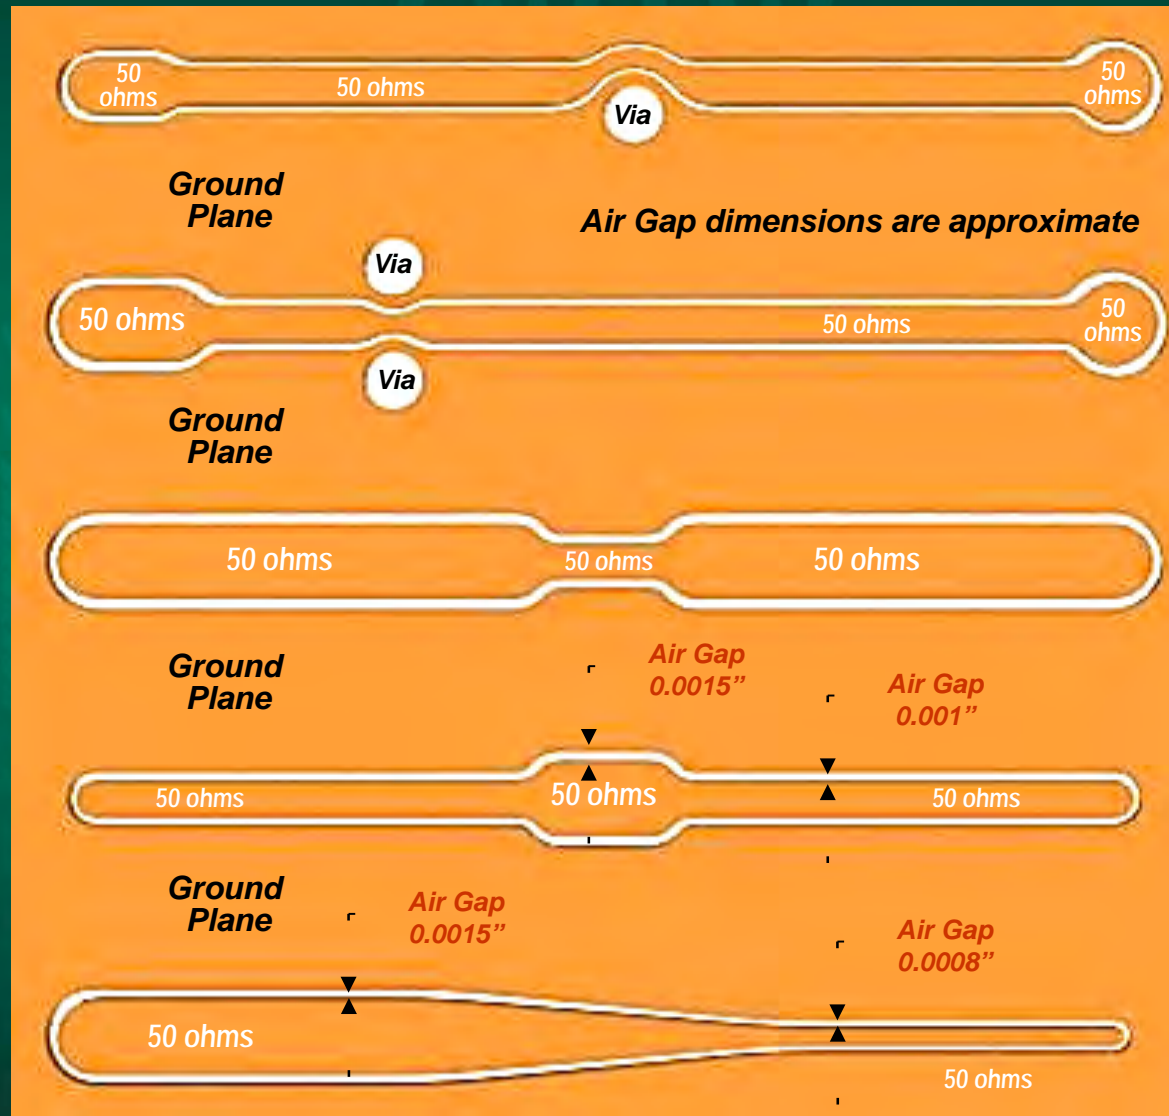 50
ohms
50 ohms
Via
50
ohms
Ground
Plane
Air Gap dimensions are approximate
Via
50 ohms
50 ohms
50
ohms
Via
Ground
Plane
50 ohms
50 ohms
50 ohms
Ground
Plane
Air Gap
0.0015”
Air Gap
0.001”
50 ohms
50 ohms
50 ohms
Ground
Plane
Air Gap
0.0015”
Air Gap
0.0008”
50 ohms
50 ohms